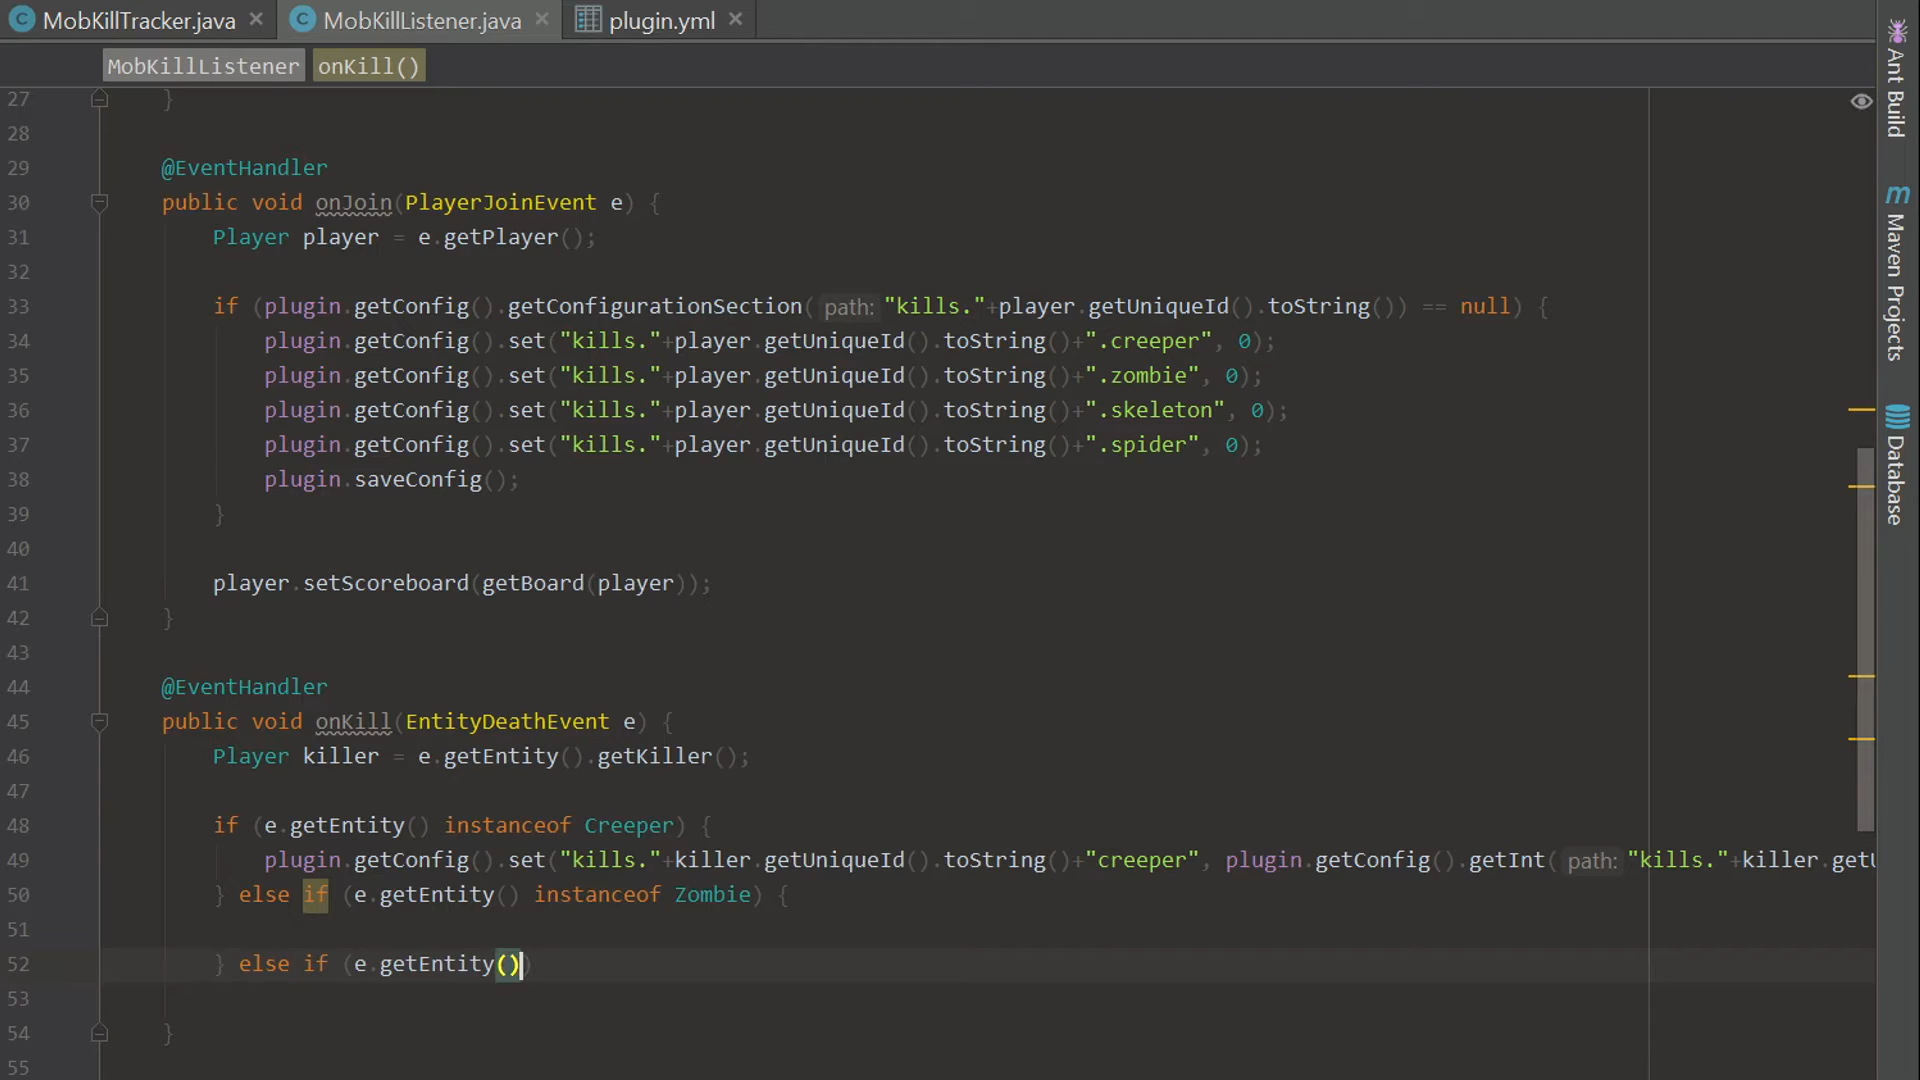 MobKillTracker.java
MobKillListener.java
plugin.yml
MobKillListener
onKill()
27 }
28
29 @EventHandler
30 public void onJoin(PlayerJoinEvent e) {
31 Player player = e.getPlayer();
32
33 if (plugin.getConfig().getConfigurationSection( path: "kills."+player.getUniqueId().toString()) == null) {
34 plugin.getConfig().set("kills."+player.getUniqueId().toString()+".creeper", 0);
35 plugin.getConfig().set("kills."+player.getUniqueId().toString()+".zombie", 0);
36 plugin.getConfig().set("kills."+player.getUniqueId().toString()+".skeleton", 0);
37 plugin.getConfig().set("kills."+player.getUniqueId().toString()+".spider", 0);
38 plugin.saveConfig();
39 }
40
41 player.setScoreboard(getBoard(player));
42 }
43
44 @EventHandler
45 public void onKill(EntityDeathEvent e) {
46 Player killer = e.getEntity().getKiller();
47
48 if (e.getEntity() instanceof Creeper) {
49 plugin.getConfig().set("kills."+killer.getUniqueId().toString()+"creeper", plugin.getConfig().getInt( path: "kills."+killer.getU
50 } else if (e.getEntity() instanceof Zombie) {
51
52 } else if (e.getEntity())
53
54 }
55
Ant Build
m
Maven Projects
Database